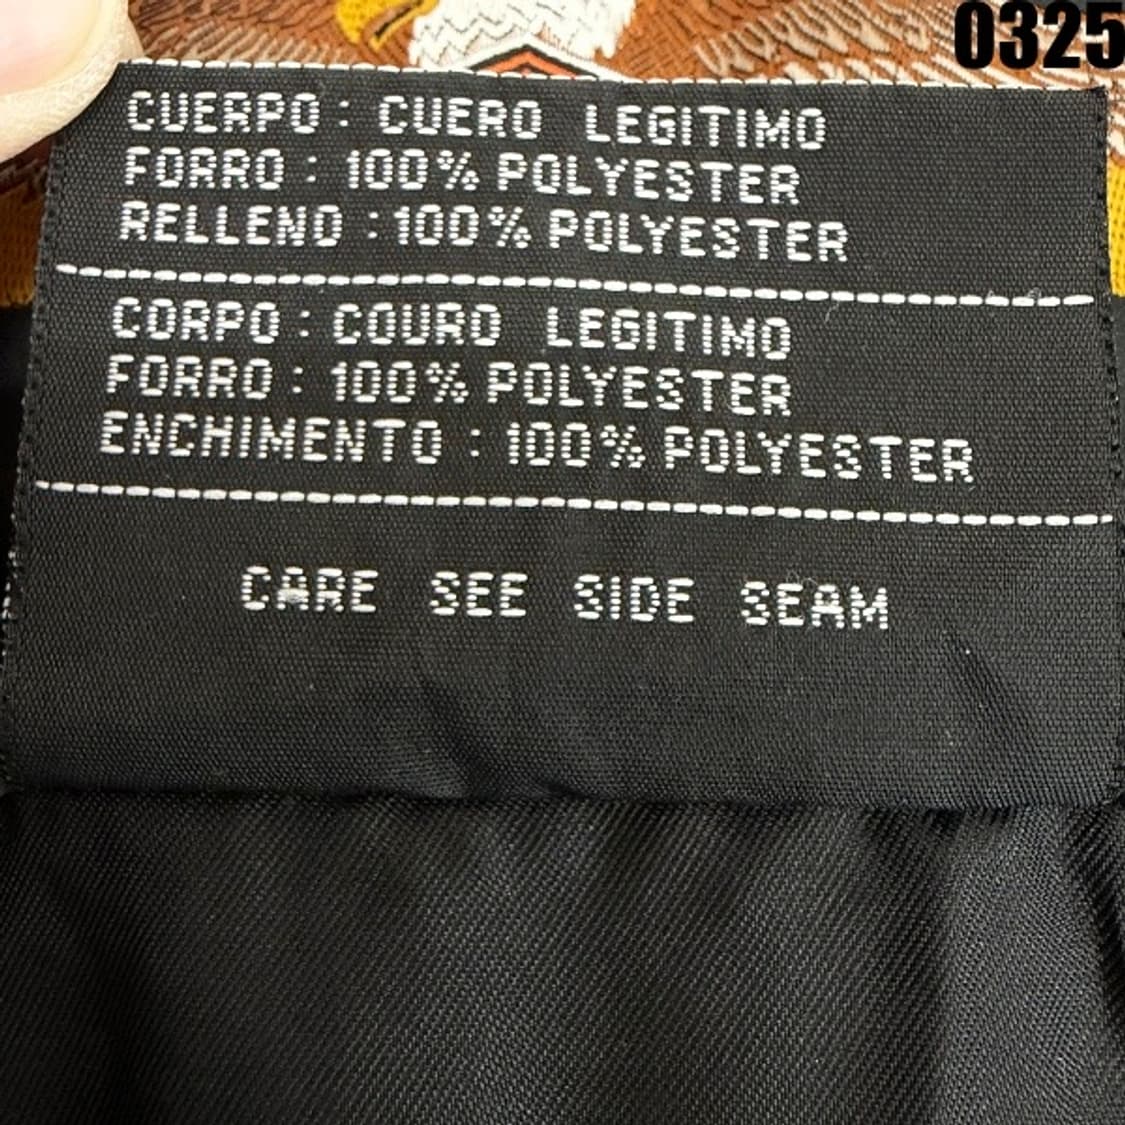 0325
CUERPO : CUERO LEGITIMO
FORRO : 100% POLYESTER
RELLENO : 100% POLYESTER
CORPO : COURO LEGITIMO
FORRO : 100% POLYESTER
ENCHIMENTO : 100% POLYESTER
CARE SEE SIDE SEAM